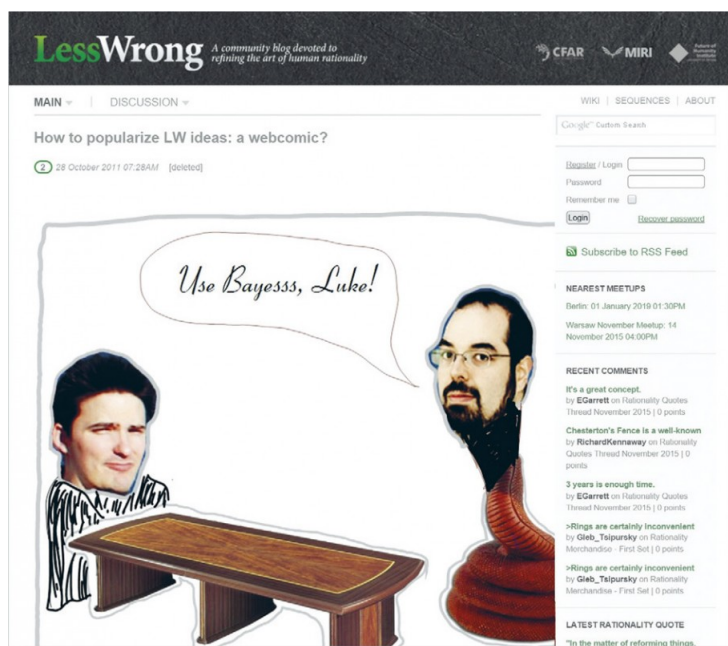 LessWrong
A community blog devoted to
refining the art of human rationality
CFAR
MIRI
Future of
Humanity
Institute
MAIN
DISCUSSION
WIKI | SEQUENCES | ABOUT
How to popularize LW ideas: a webcomic?
2 28 October 2011 07:28AM [deleted]
Use Bayesss, Luke!
Google™ Custom Search
Register / Login
Password
Remember me
Login
Recover password
Subscribe to RSS Feed
NEAREST MEETUPS
Berlin: 01 January 2019 01:30PM
Warsaw November Meetup: 14
November 2015 04:00PM
RECENT COMMENTS
It's a great concept.
by EGarrett on Rationality Quotes
Thread November 2015 | 0 points
Chesterton's Fence is a well-known
by RichardKennaway on Rationality
Quotes Thread November 2015 | 0
points
3 years is enough time.
by EGarrett on Rationality Quotes
Thread November 2015 | 0 points
>Rings are certainly inconvenient
by Gleb_Tsipursky on Rationality
Merchandise - First Set | 0 points
>Rings are certainly inconvenient
by Gleb_Tsipursky on Rationality
Merchandise - First Set | 0 points
LATEST RATIONALITY QUOTE
"In the matter of reforming things,